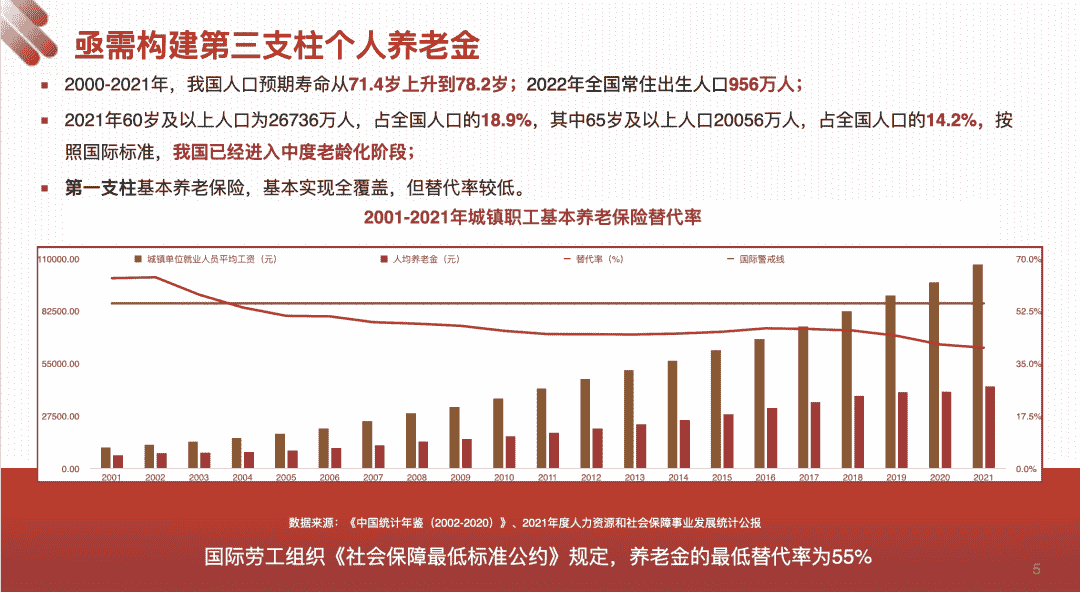 亟需构建第三支柱个人养老金
2000-2021年，我国人口预期寿命从71.4岁上升到78.2岁；2022年全国常住出生人口956万人；
2021年60岁及以上人口为26736万人，占全国人口的18.9%，其中65岁及以上人口20056万人，占全国人口的14.2%，按
照国际标准，我国已经进入中度老龄化阶段；
第一支柱基本养老保险，基本实现全覆盖，但替代率较低。
2001-2021年城镇职工基本养老保险替代率
城镇单位就业人员平均工资（元） 人均养老金（元） 替代率（%） 国际警戒线
110000.00 70.0%
82500.00 52.5%
55000.00 35.0%
27500.00 17.5%
0.00 0.0%
2001 2002 2003 2004 2005 2006 2007 2008 2009 2010 2011 2012 2013 2014 2015 2016 2017 2018 2019 2020 2021
数据来源：《中国统计年鉴（2002-2020）》、2021年度人力资源和社会保障事业发展统计公报
国际劳工组织《社会保障最低标准公约》规定，养老金的最低替代率为55%
5